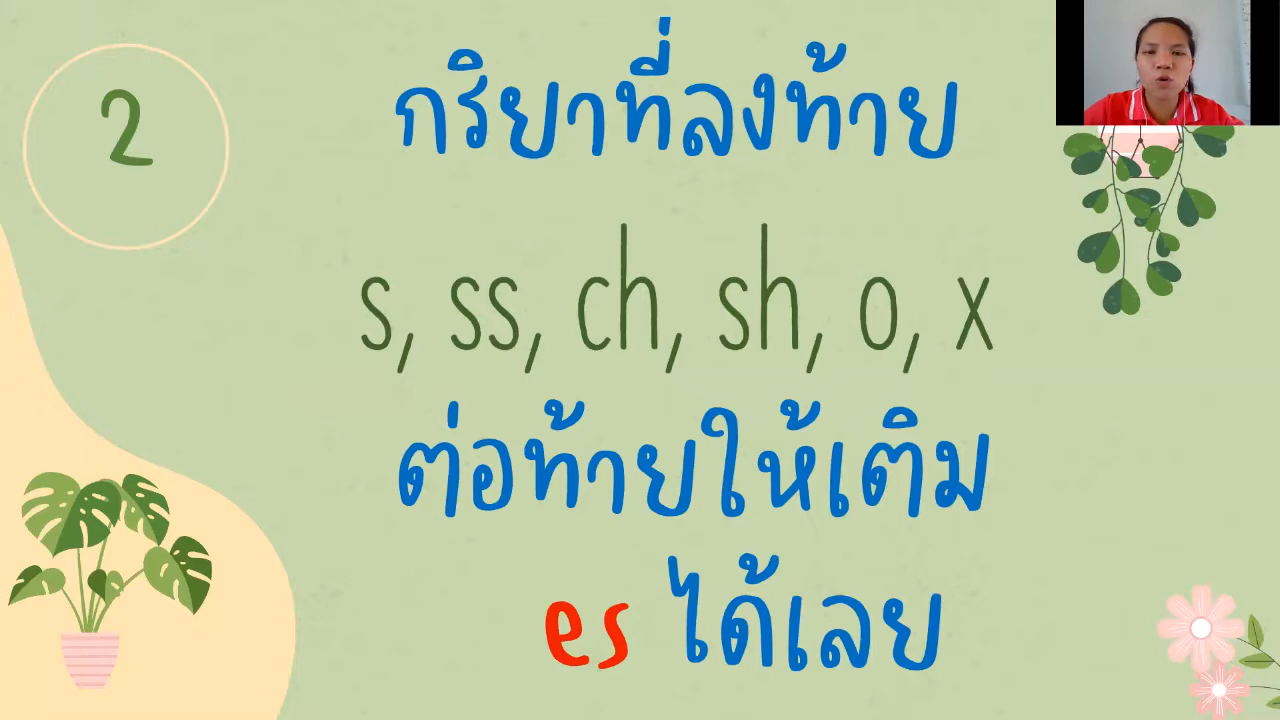 2
กริยาที่ลงท้าย
s, ss, ch, sh, o, x
ต่อท้ายให้เติม
es ได้เลย